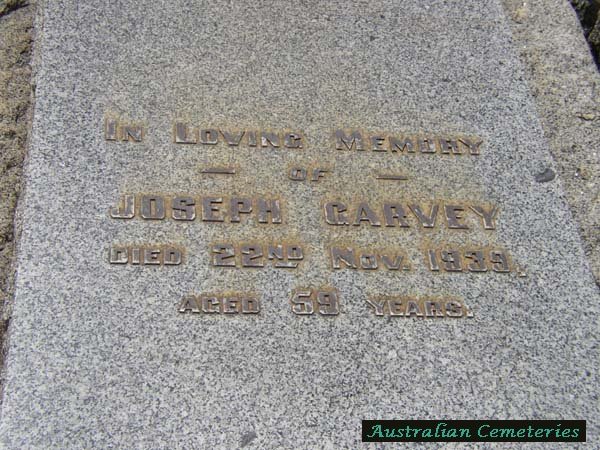 In Loving Memory
— OF —
JOSEPH GARVEY
DIED 22ND NOV. 1939,
AGED 59 YEARS.
Australian Cemeteries